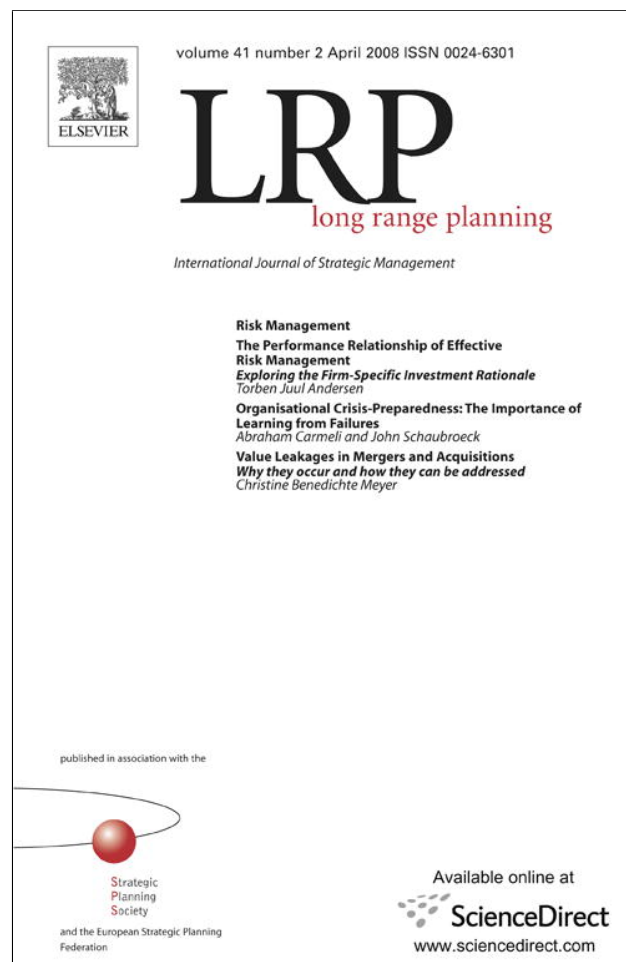 volume 41 number 2 April 2008 ISSN 0024-6301
ELSEVIER
LRP
long range planning
International Journal of Strategic Management
Risk Management
The Performance Relationship of Effective
Risk Management
Exploring the Firm-Specific Investment Rationale
Torben Juul Andersen
Organisational Crisis-Preparedness: The Importance of
Learning from Failures
Abraham Carmeli and John Schaubroeck
Value Leakages in Mergers and Acquisitions
Why they occur and how they can be addressed
Christine Benedichte Meyer
published in association with the
Strategic
Planning
Society
and the European Strategic Planning
Federation
Available online at
ScienceDirect
www.sciencedirect.com